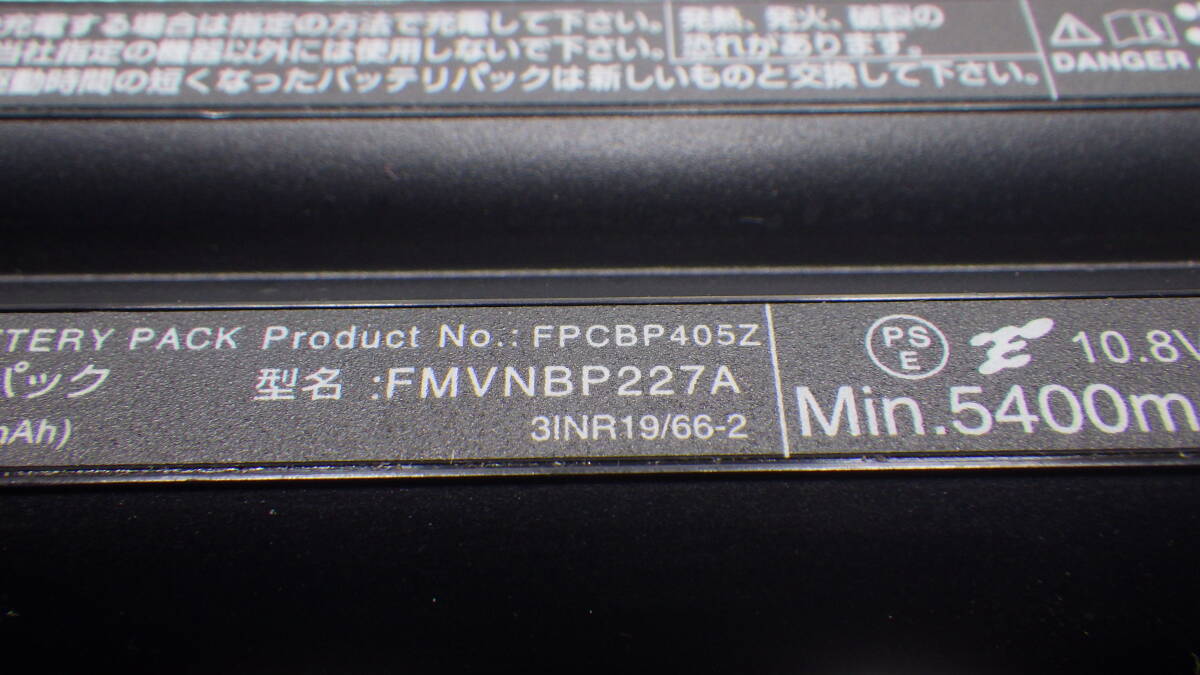 充電する場合は指定の方法で充電して下さい。
当社指定の機器以外には使用しないで下さい。
駆動時間の短くなったバッテリパックは新しいものと交換して下さい。
発熱、発火、破裂の
恐れがあります。
DANGER
TERY PACK Product No.: FPCBP405Z
パック 型名 :FMVNBP227A
mAh)
3INR19/66-2
PS
E
10.8V
Min.5400m